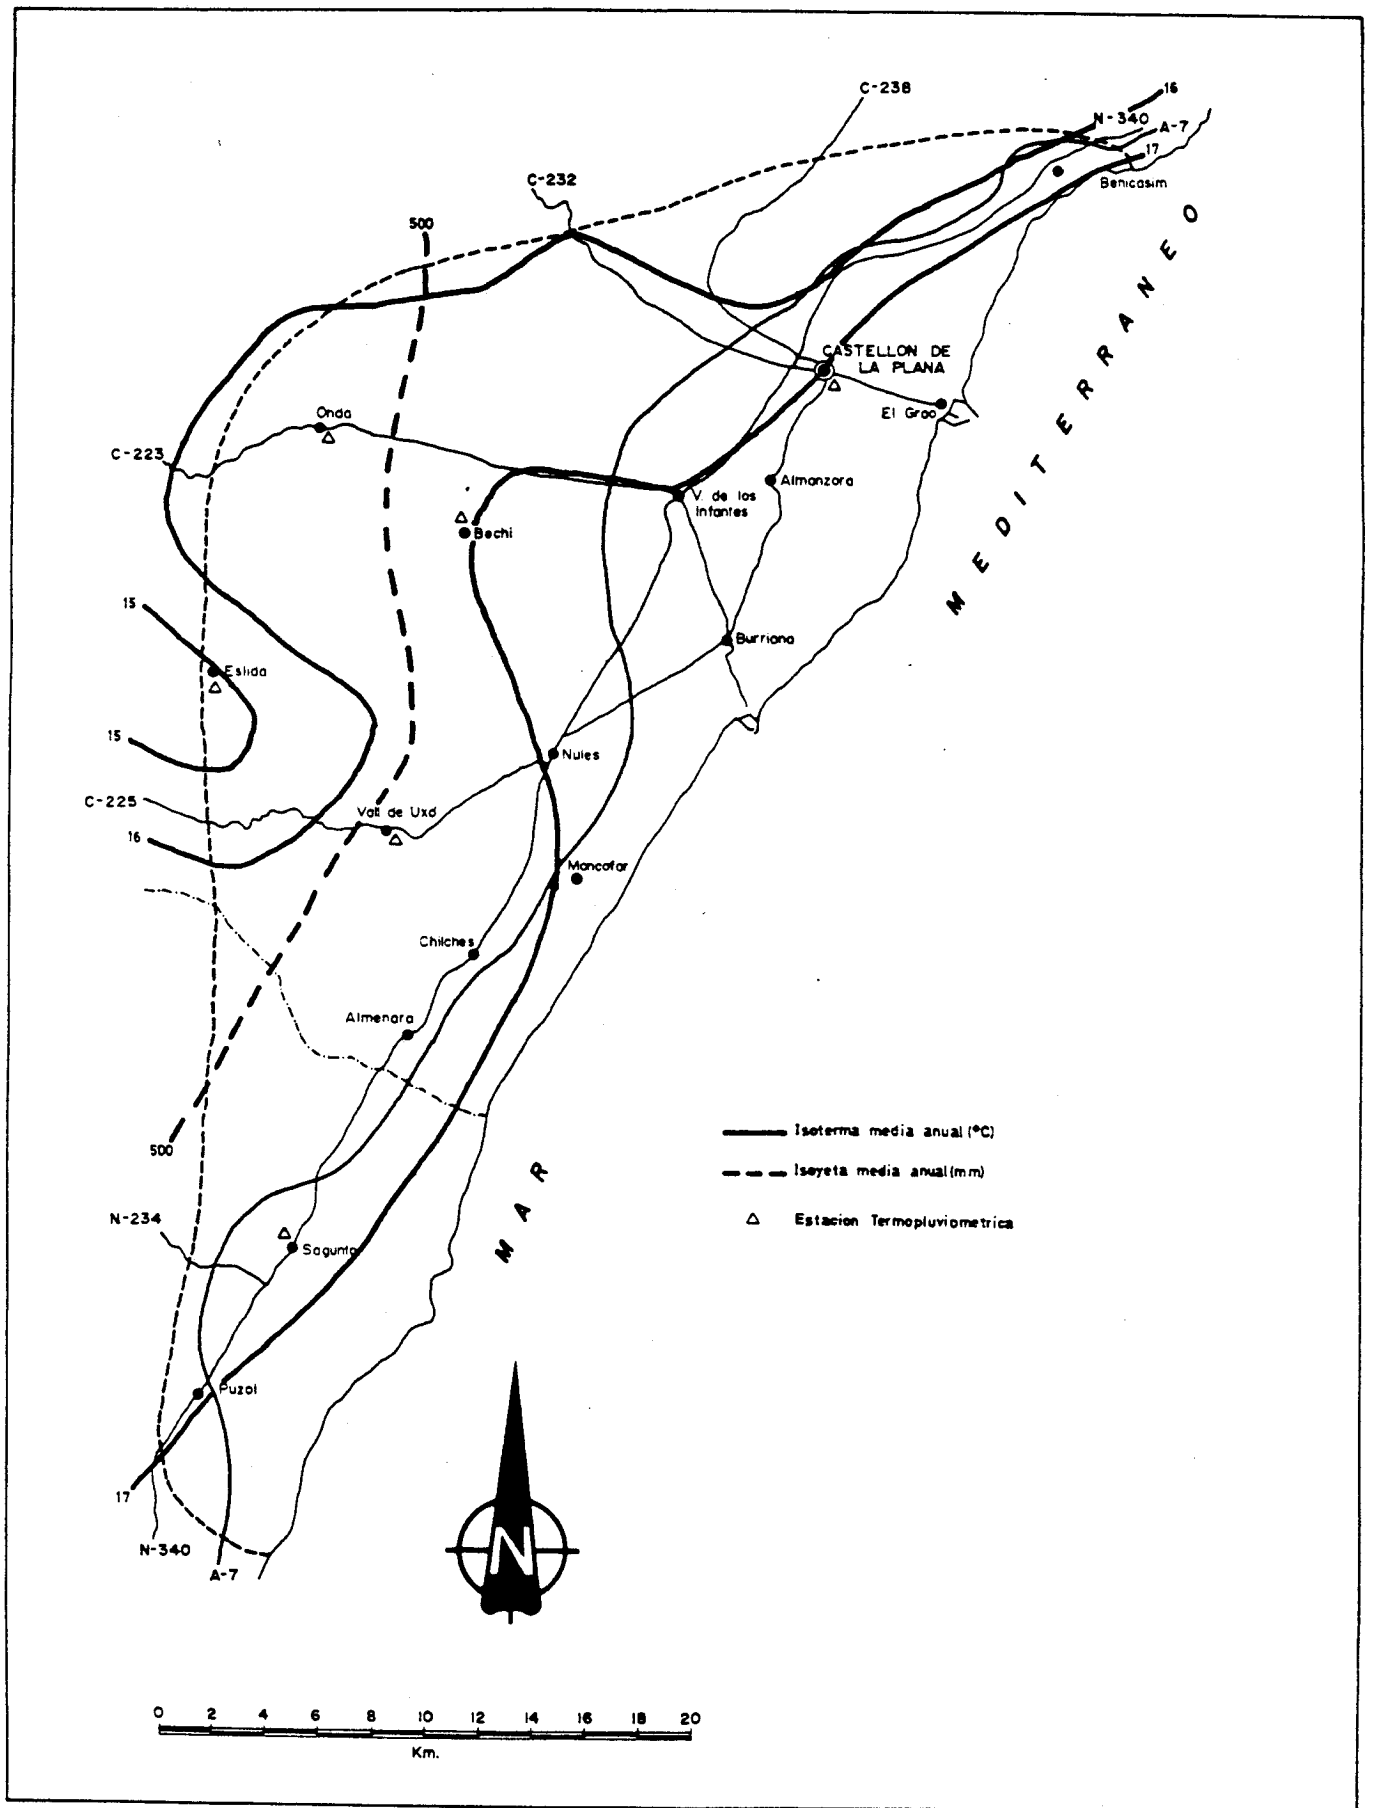 C-238
16
N-340
A-7
17
Benicasim
C-232
500
MAR MEDITERRANEO
CASTELLON DE
LA PLANA
El Grao
Onda
C-223
Almanzora
V. de los
Infantes
Bechi
15
Burriana
Eslida
15
Nules
C-225
Vall de Uxó
16
Moncofar
Chilches
Almenara
Isoterma media anual (ºC)
500
Isoyeta media anual (mm)
N-234
Estacion Termopluviometrica
Sagunto
Puzol
17
N-340
A-7
N
0 2 4 6 8 10 12 14 16 18 20
Km.